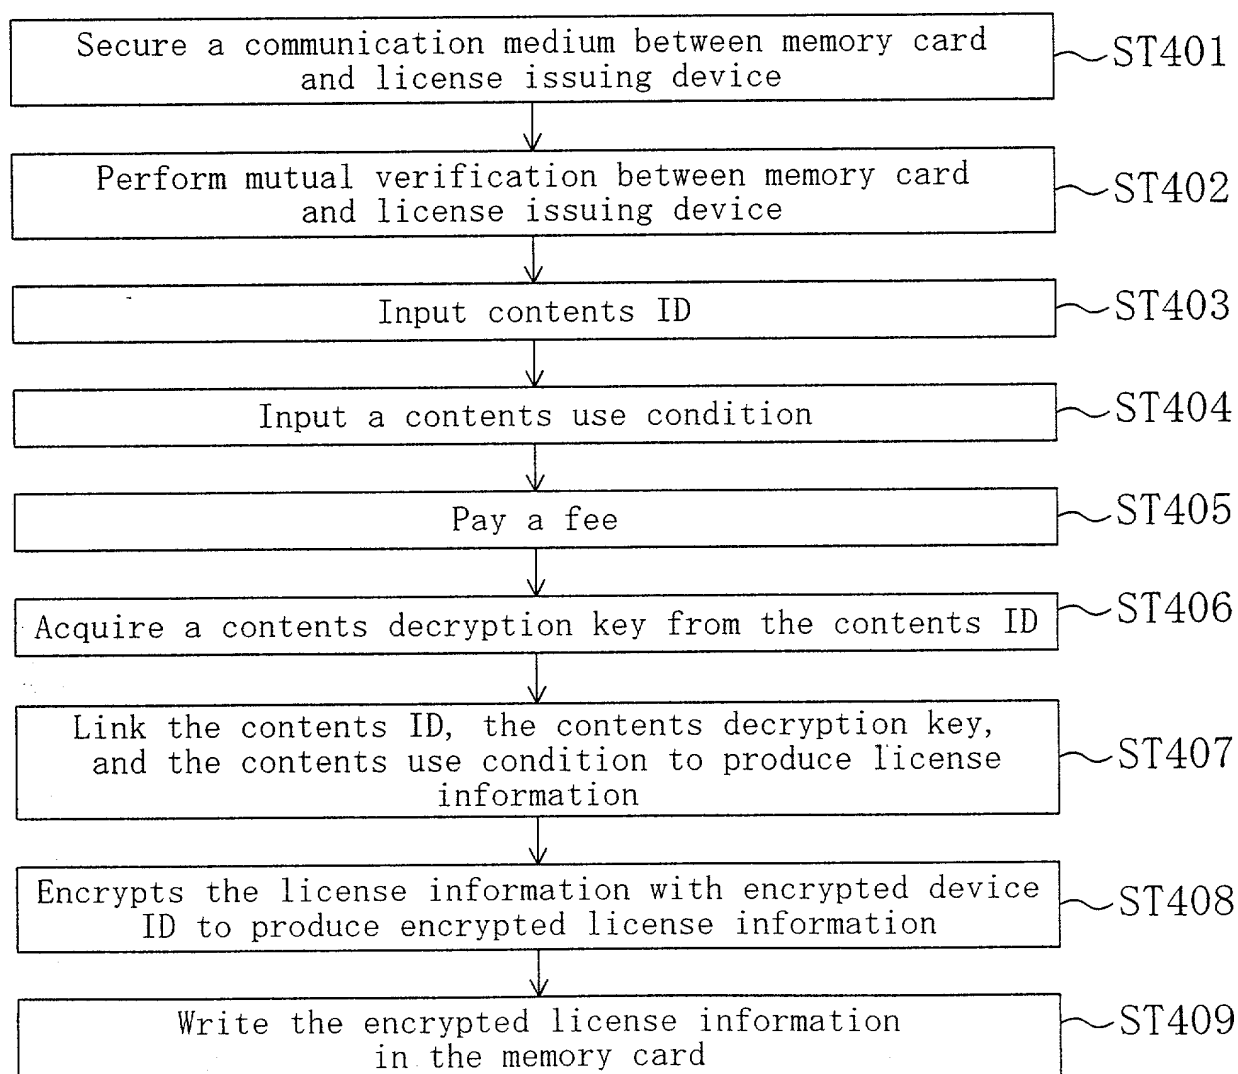 Secure a communication medium between memory card
and license issuing device
ST401
Perform mutual verification between memory card
and license issuing device
ST402
Input contents ID
ST403
Input a contents use condition
ST404
Pay a fee
ST405
Acquire a contents decryption key from the contents ID
ST406
Link the contents ID, the contents decryption key,
and the contents use condition to produce license
information
ST407
Encrypts the license information with encrypted device
ID to produce encrypted license information
ST408
Write the encrypted license information
in the memory card
ST409